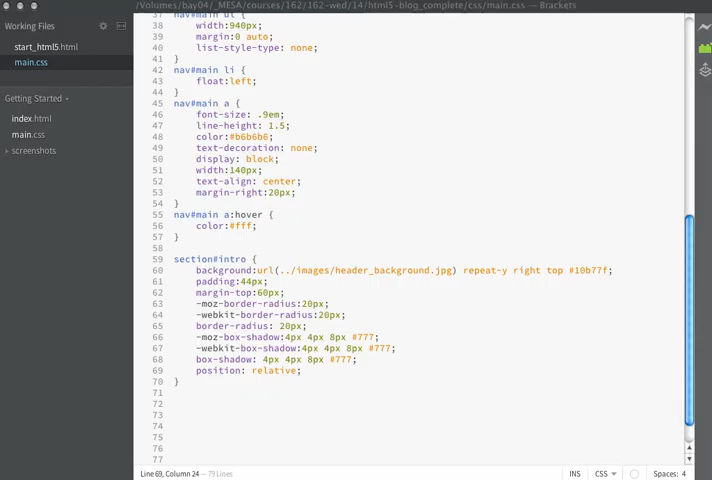 /Volumes/bay04/_MESA/courses/162/162-wed/14/html5-blog_complete/css/main.css — Brackets
Working Files
start_html5.html
main.css
Getting Started
index.html
main.css
screenshots
37 nav#main ul {
38 width:940px;
39 margin:0 auto;
40 list-style-type: none;
41 }
42 nav#main li {
43 float:left;
44 }
45 nav#main a {
46 font-size: .9em;
47 line-height: 1.5;
48 color:#b6b6b6;
49 text-decoration: none;
50 display: block;
51 width:140px;
52 text-align: center;
53 margin-right:20px;
54 }
55 nav#main a:hover {
56 color:#fff;
57 }
58
59 section#intro {
60 background:url(../images/header_background.jpg) repeat-y right top #10b77f;
61 padding:44px;
62 margin-top:60px;
63 -moz-border-radius:20px;
64 -webkit-border-radius:20px;
65 border-radius: 20px;
66 -moz-box-shadow:4px 4px 8px #777;
67 -webkit-box-shadow:4px 4px 8px #777;
68 box-shadow: 4px 4px 8px #777;
69 position: relative;
70 }
71
72
73
74
75
76
77
Line 69, Column 24 — 79 Lines
INS
CSS
Spaces: 4